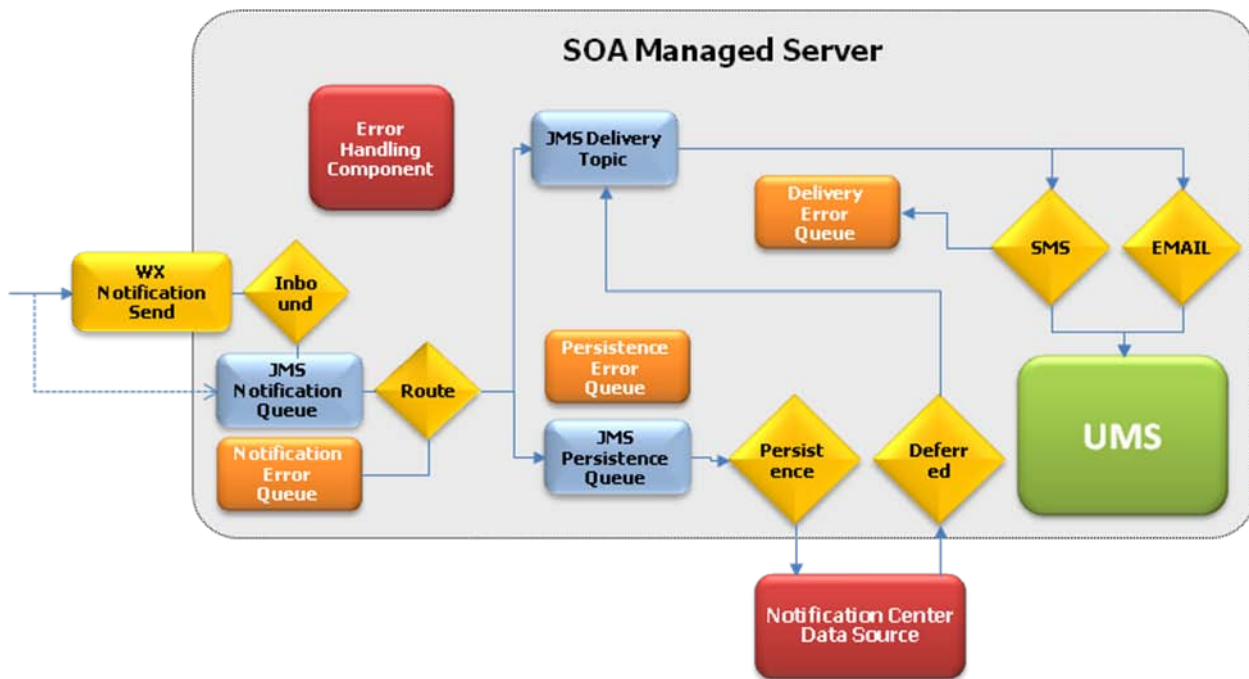 SOA Managed Server
Error
Handling
Component
JMS Delivery
Topic
Delivery
Error
Queue
SMS
EMAIL
WX
Notification
Send
Inbo
und
JMS
Notification
Queue
Route
Persistence
Error
Queue
Notification
Error
Queue
JMS
Persistence
Queue
Persist
ence
Deferr
ed
UMS
Notification Center
Data Source